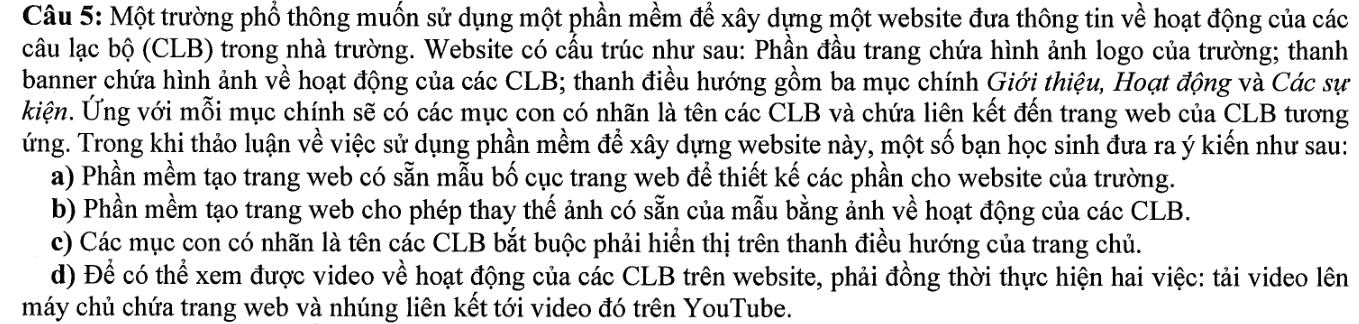 Câu 5: Một trường phổ thông muốn sử dụng một phần mềm để xây dựng một website đưa thông tin về hoạt động của các
câu lạc bộ (CLB) trong nhà trường. Website có cấu trúc như sau: Phần đầu trang chứa hình ảnh logo của trường; thanh
banner chứa hình ảnh về hoạt động của các CLB; thanh điều hướng gồm ba mục chính Giới thiệu, Hoạt động và Các sự
kiện. Ứng với mỗi mục chính sẽ có các mục con có nhãn là tên các CLB và chứa liên kết đến trang web của CLB tương
ứng. Trong khi thảo luận về việc sử dụng phần mềm để xây dựng website này, một số bạn học sinh đưa ra ý kiến như sau:
a) Phần mềm tạo trang web có sẵn mẫu bố cục trang web để thiết kế các phần cho website của trường.
b) Phần mềm tạo trang web cho phép thay thế ảnh có sẵn của mẫu bằng ảnh về hoạt động của các CLB.
c) Các mục con có nhãn là tên các CLB bắt buộc phải hiển thị trên thanh điều hướng của trang chủ.
d) Để có thể xem được video về hoạt động của các CLB trên website, phải đồng thời thực hiện hai việc: tải video lên
máy chủ chứa trang web và nhúng liên kết tới video đó trên YouTube.